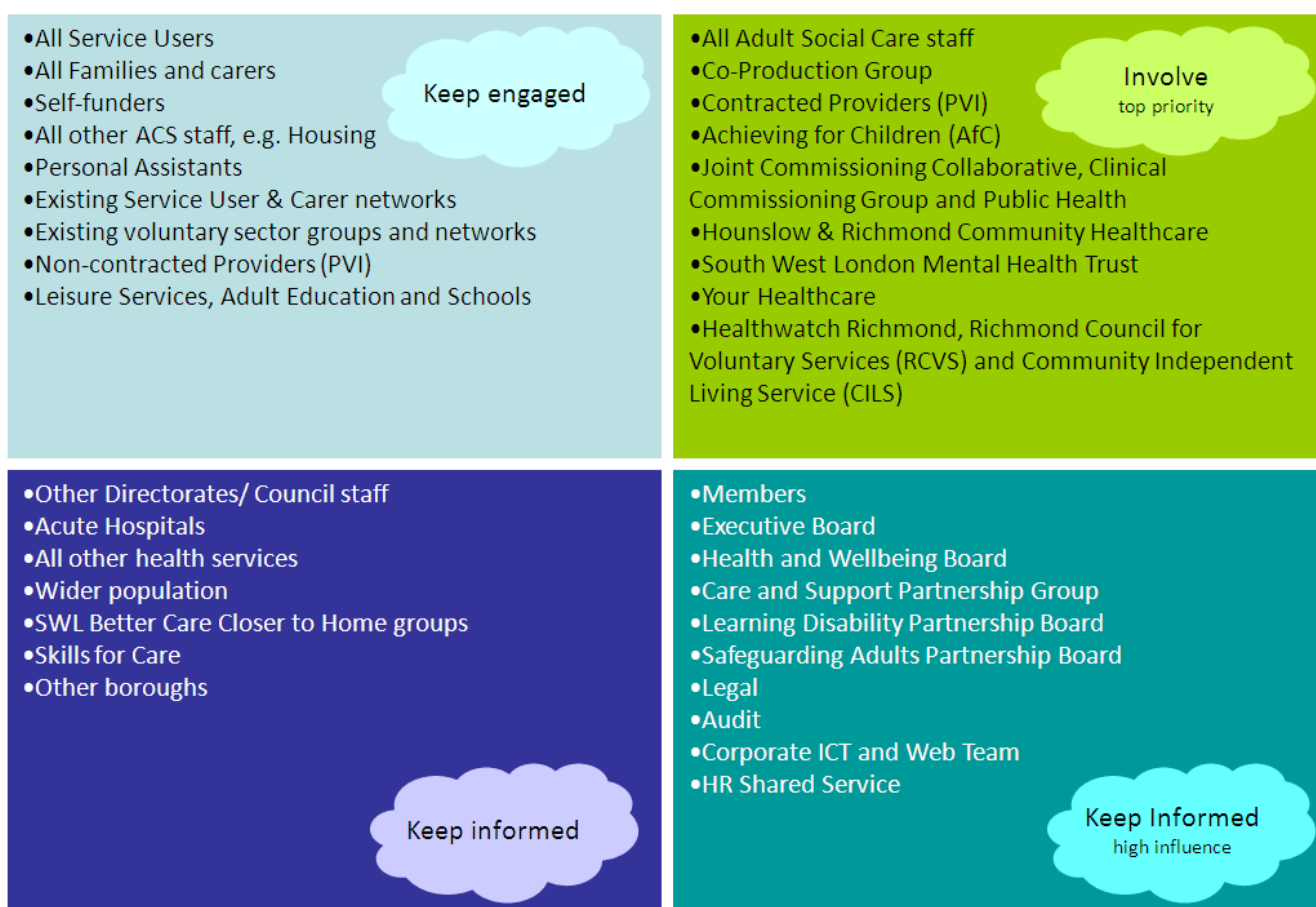 •All Service Users
•All Families and carers
•Self-funders
•All other ACS staff, e.g. Housing
•Personal Assistants
•Existing Service User & Carer networks
•Existing voluntary sector groups and networks
•Non-contracted Providers (PVI)
•Leisure Services, Adult Education and Schools
Keep engaged
•All Adult Social Care staff
•Co-Production Group
•Contracted Providers (PVI)
•Achieving for Children (AfC)
•Joint Commissioning Collaborative, Clinical
Commissioning Group and Public Health
•Hounslow & Richmond Community Healthcare
•South West London Mental Health Trust
•Your Healthcare
•Healthwatch Richmond, Richmond Council for
Voluntary Services (RCVS) and Community Independent
Living Service (CILS)
Involve
top priority
•Other Directorates/ Council staff
•Acute Hospitals
•All other health services
•Wider population
•SWL Better Care Closer to Home groups
•Skills for Care
•Other boroughs
Keep informed
•Members
•Executive Board
•Health and Wellbeing Board
•Care and Support Partnership Group
•Learning Disability Partnership Board
•Safeguarding Adults Partnership Board
•Legal
•Audit
•Corporate ICT and Web Team
•HR Shared Service
Keep Informed
high influence